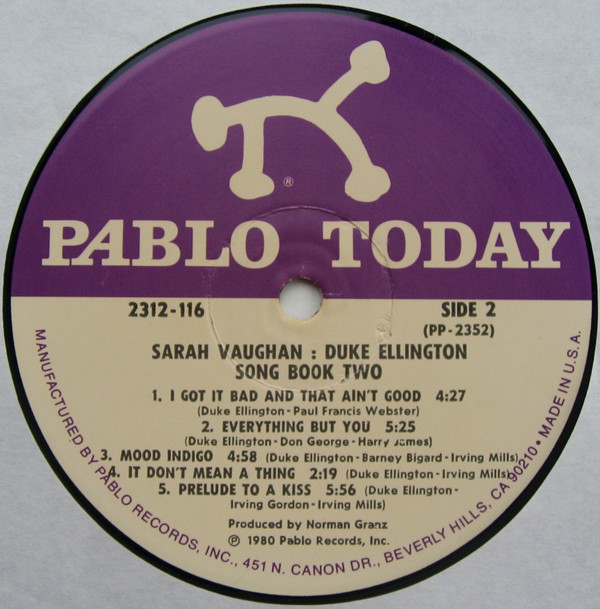 ®
PABLO TODAY
2312-116
SIDE 2
(PP-2352)
SARAH VAUGHAN : DUKE ELLINGTON
SONG BOOK TWO
1. I GOT IT BAD AND THAT AIN'T GOOD 4:27
(Duke Ellington-Paul Francis Webster)
2. EVERYTHING BUT YOU 5:25
(Duke Ellington-Don George-Harry James)
3. MOOD INDIGO 4:58 (Duke Ellington-Barney Bigard-Irving Mills)
4. IT DON'T MEAN A THING 2:19 (Duke Ellington-Irving Mills)
5. PRELUDE TO A KISS 5:56 (Duke Ellington-
Irving Gordon-Irving Mills)
Produced by Norman Granz
℗ 1980 Pablo Records, Inc.
MANUFACTURED BY PABLO RECORDS, INC., 451 N. CANON DR., BEVERLY HILLS, CA 90210 • MADE IN U.S.A.